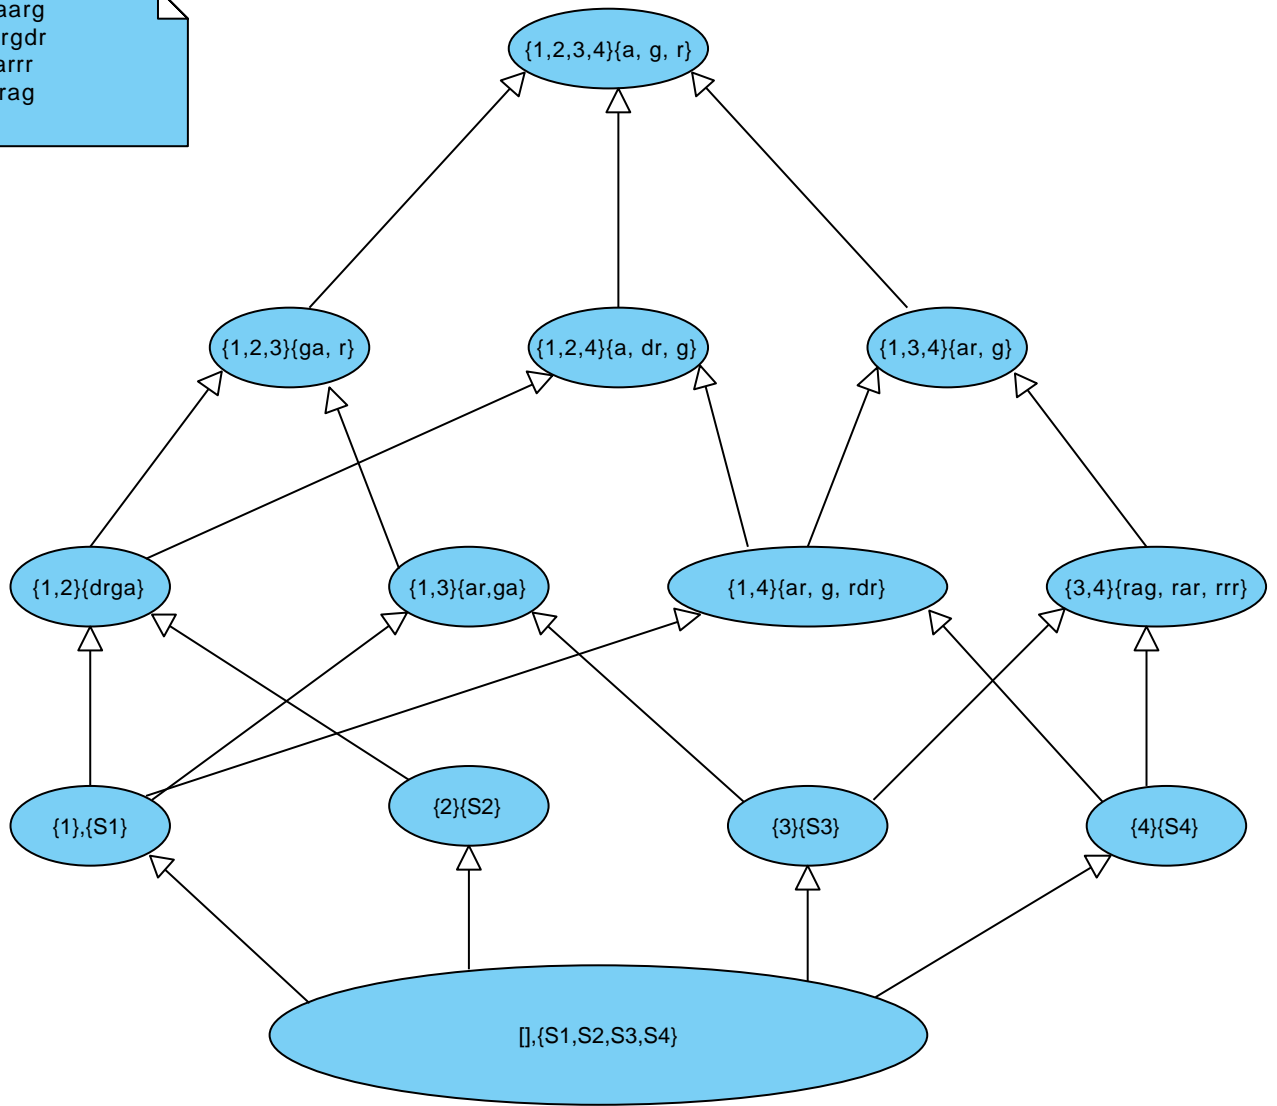 aarg
rgdr
arrr
rag
{1,2,3,4}{a, g, r}
{1,2,3}{ga, r}
{1,2,4}{a, dr, g}
{1,3,4}{ar, g}
{1,2}{drga}
{1,3}{ar,ga}
{1,4}{ar, g, rdr}
{3,4}{rag, rar, rrr}
{1},{S1}
{2}{S2}
{3}{S3}
{4}{S4}
[],{S1,S2,S3,S4}